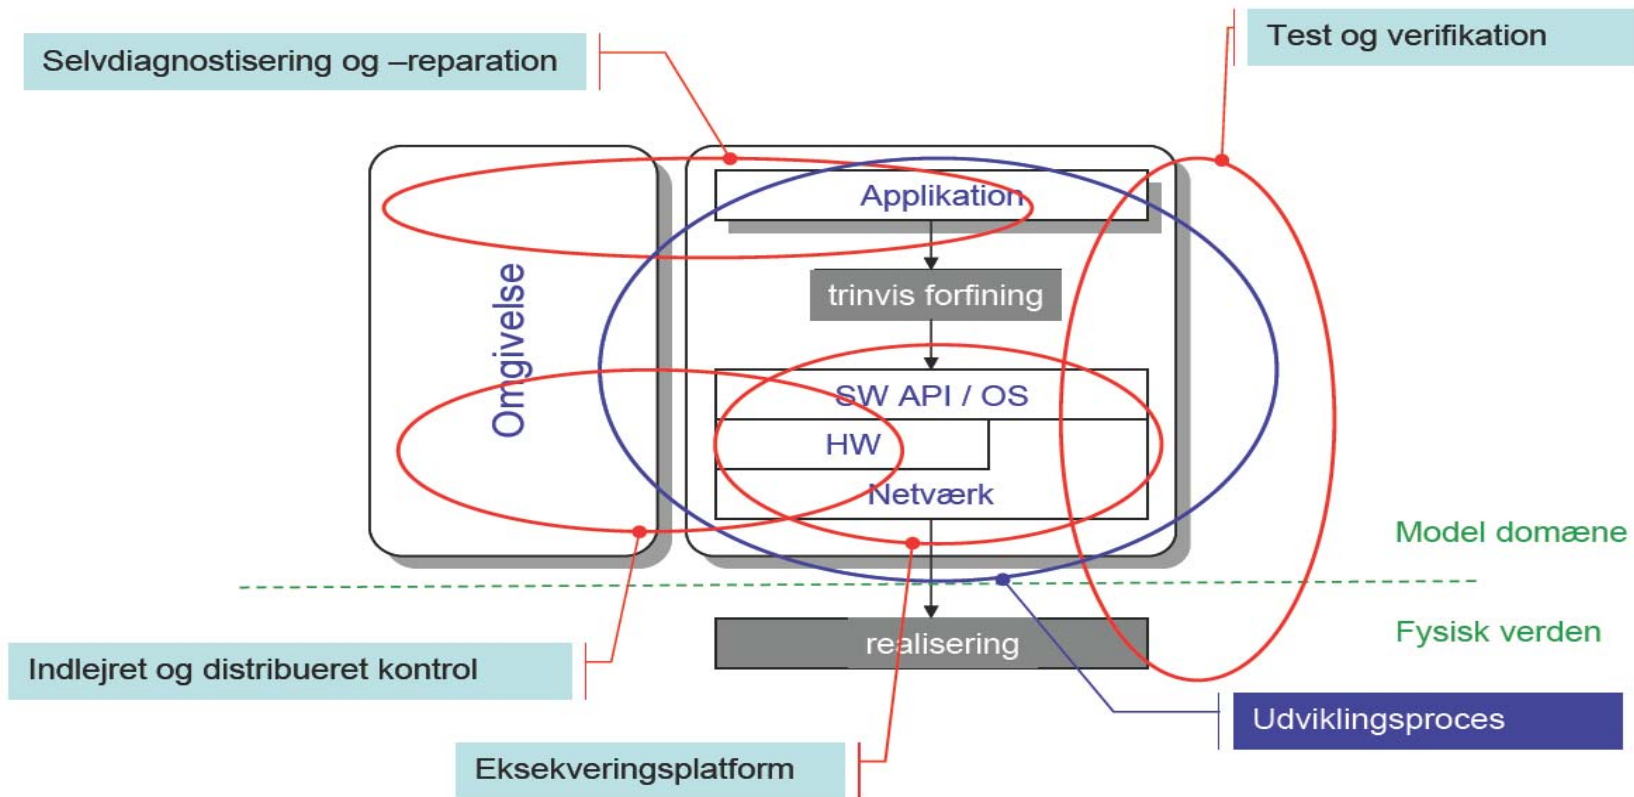 Selvdiagnostisering og –reparation
Test og verifikation
Applikation
trinvis forfining
Omgivelse
SW API / OS
HW
Netværk
Model domæne
Fysisk verden
realisering
Indlejret og distribueret kontrol
Udviklingsproces
Eksekveringsplatform